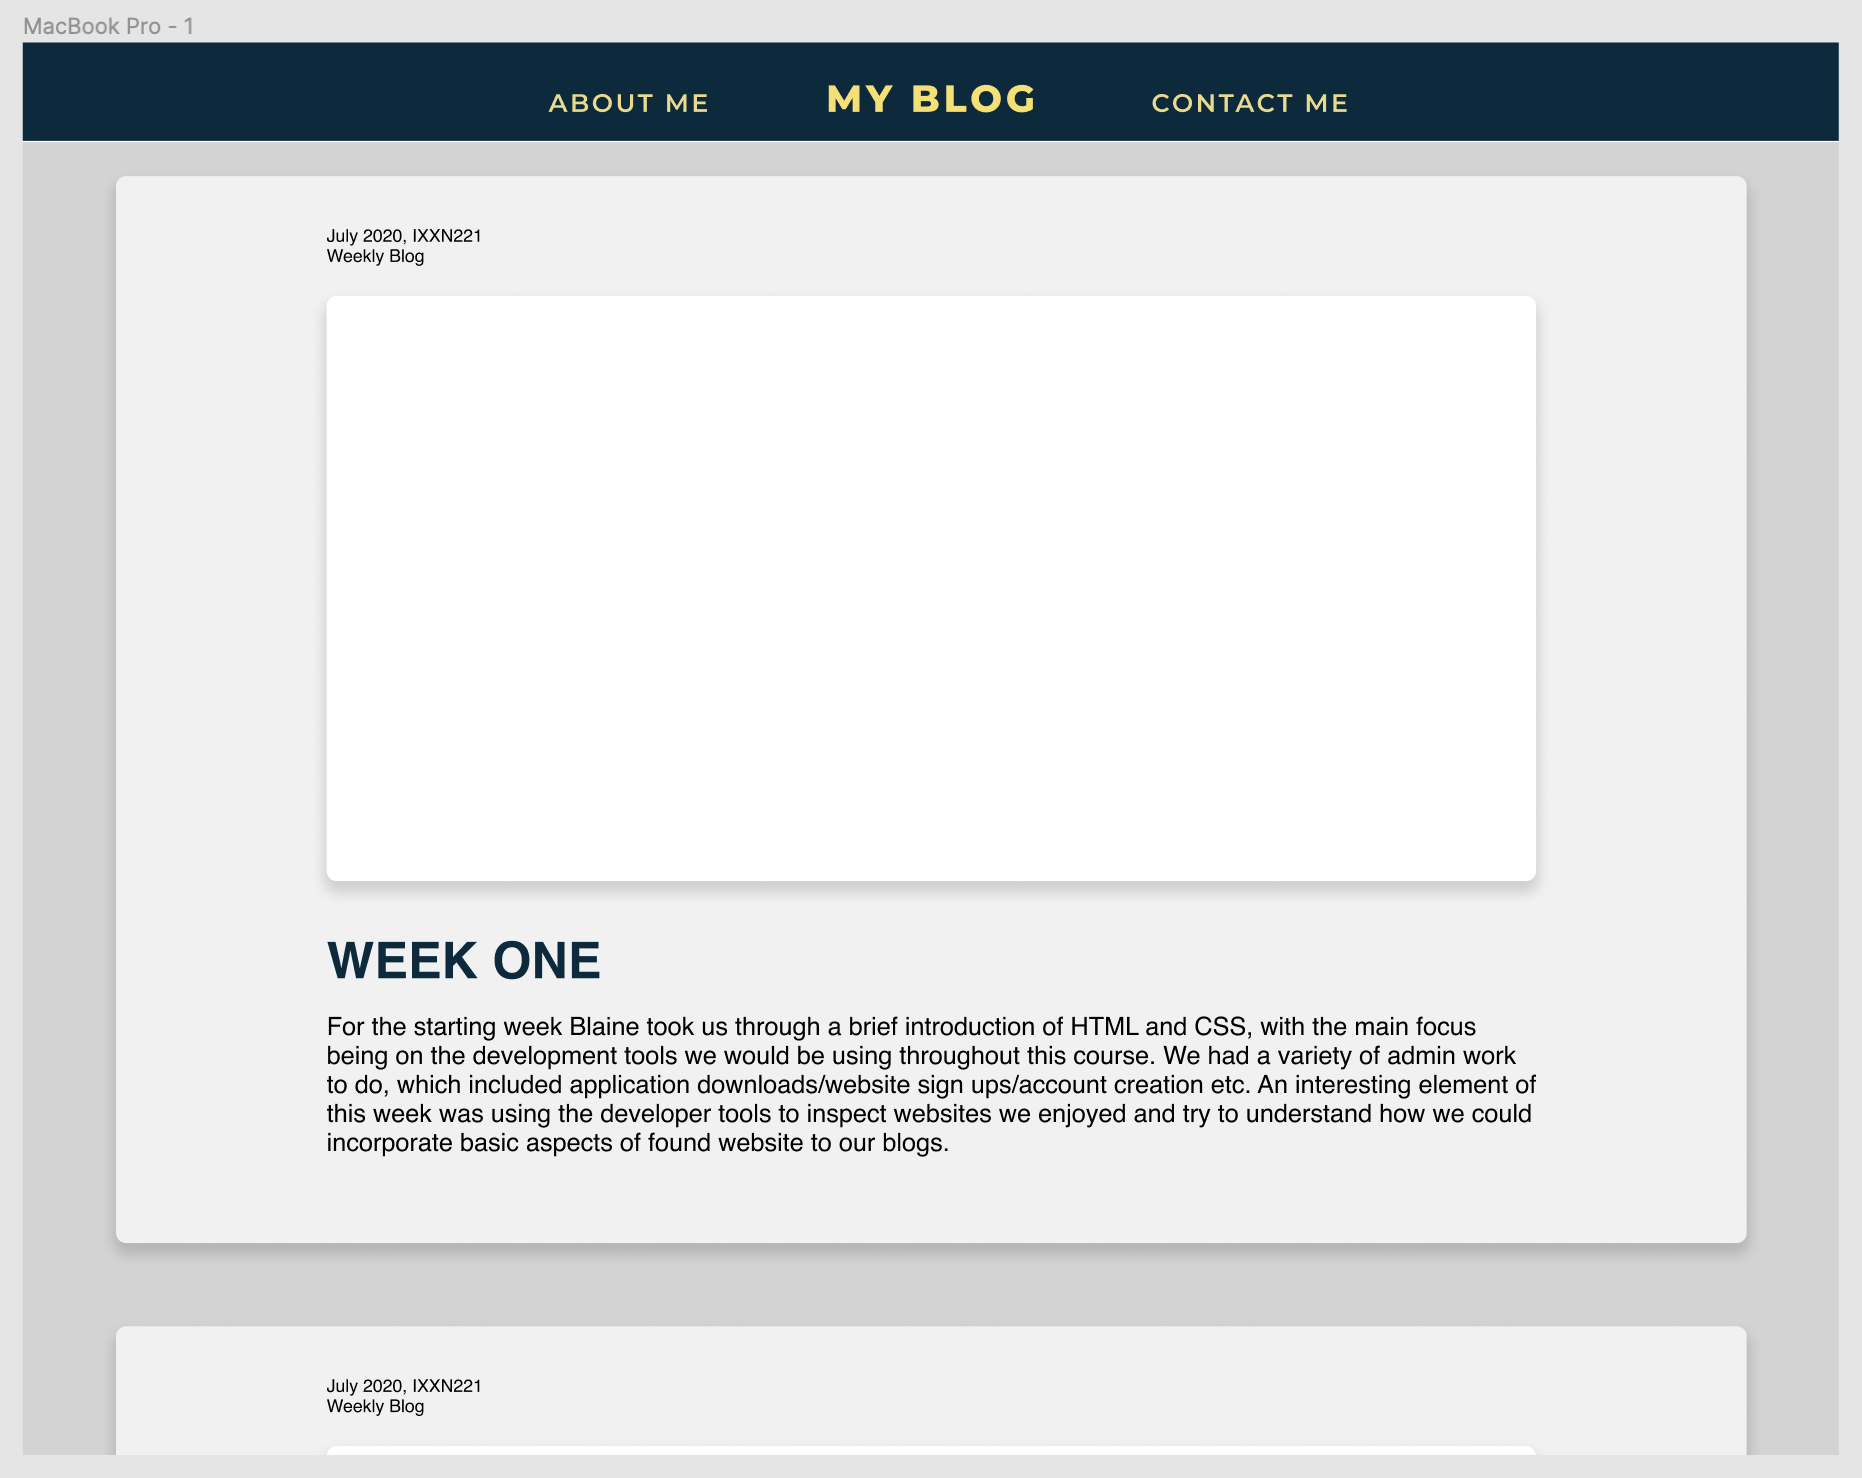 MacBook Pro - 1
ABOUT ME MY BLOG CONTACT ME
July 2020, IXXN221
Weekly Blog
WEEK ONE
For the starting week Blaine took us through a brief introduction of HTML and CSS, with the main focus
being on the development tools we would be using throughout this course. We had a variety of admin work
to do, which included application downloads/website sign ups/account creation etc. An interesting element of
this week was using the developer tools to inspect websites we enjoyed and try to understand how we could
incorporate basic aspects of found website to our blogs.
July 2020, IXXN221
Weekly Blog